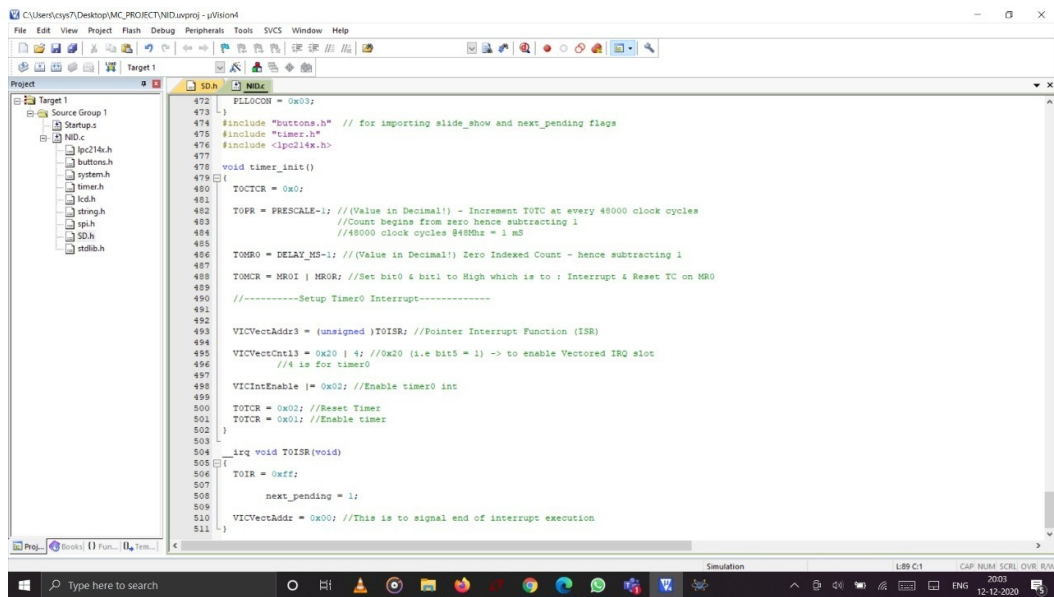 C:\Users\csys7\Desktop\MC_PROJECT\NID.uvproj - µVision4
File Edit View Project Flash Debug Peripherals Tools SVCS Window Help
Target 1
Project
SD.h NID.c
Target 1
Source Group 1
Startup.s
NID.c
lpc214x.h
buttons.h
system.h
timer.h
lcd.h
string.h
spi.h
SD.h
stdlib.h
472 PLL0CON = 0x03;
473 }
474 #include "buttons.h" // for importing slide_show and next_pending flags
475 #include "timer.h"
476 #include <lpc214x.h>
477
478 void timer_init()
479 {
480 T0CTCR = 0x0;
481
482 T0PR = PRESCALE-1; //(Value in Decimal!) - Increment T0TC at every 48000 clock cycles
483 //Count begins from zero hence subtracting 1
484 //48000 clock cycles @48Mhz = 1 mS
485
486 T0MR0 = DELAY_MS-1; //(Value in Decimal!) Zero Indexed Count - hence subtracting 1
487
488 T0MCR = MR0I | MR0R; //Set bit0 & bit1 to High which is to : Interrupt & Reset TC on MR0
489
490 //----------Setup Timer0 Interrupt-------------
491
492
493 VICVectAddr3 = (unsigned )T0ISR; //Pointer Interrupt Function (ISR)
494
495 VICVectCntl3 = 0x20 | 4; //0x20 (i.e bit5 = 1) -> to enable Vectored IRQ slot
496 //4 is for timer0
497
498 VICIntEnable |= 0x02; //Enable timer0 int
499
500 T0TCR = 0x02; //Reset Timer
501 T0TCR = 0x01; //Enable timer
502 }
503
504 __irq void T0ISR(void)
505 {
506 T0IR = 0xff;
507
508 next_pending = 1;
509
510 VICVectAddr = 0x00; //This is to signal end of interrupt execution
511 }
Proj... Books {} Fun... 0 Tem...
Simulation L:89 C:1 CAP NUM SCRL OVR R/W
Type here to search
ENG
20:03
12-12-2020